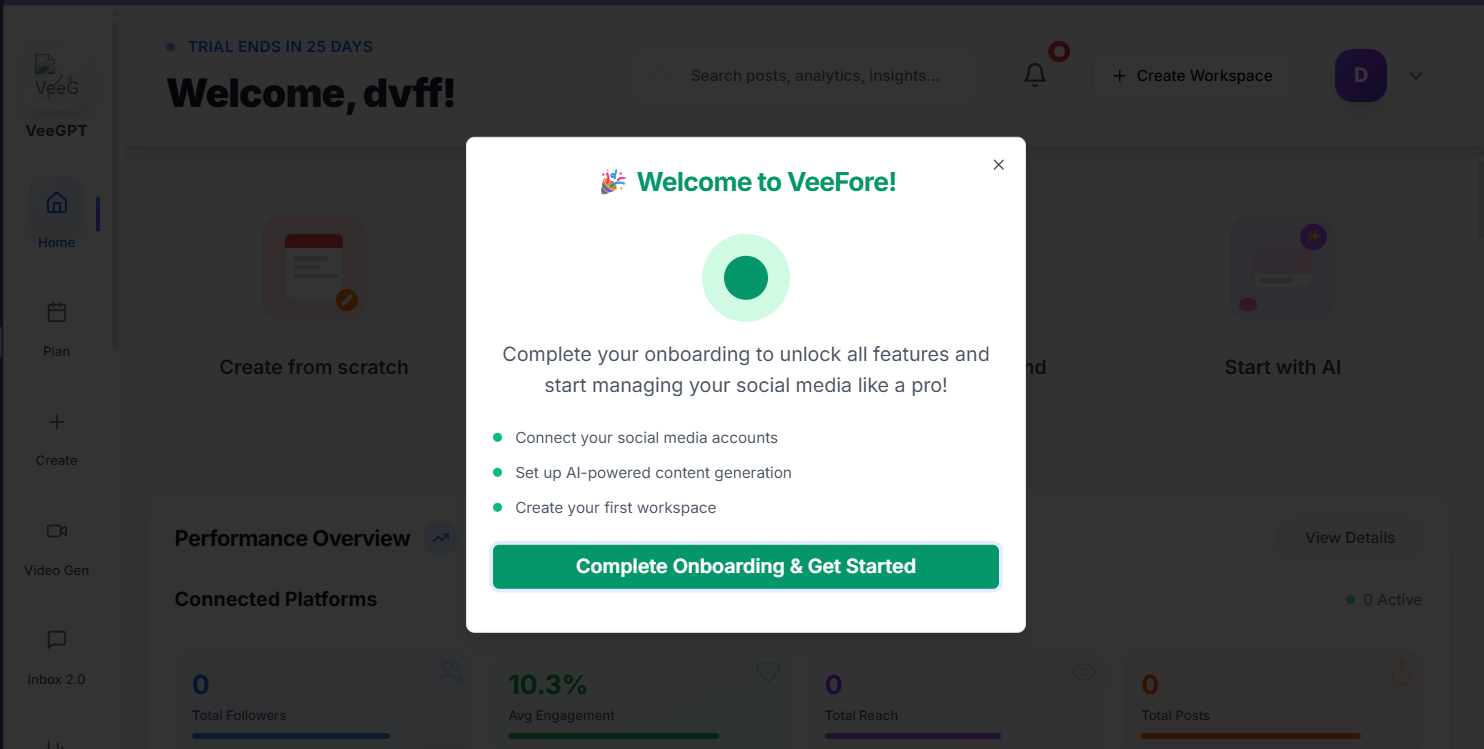 TRIAL ENDS IN 25 DAYS
Welcome, dvff!
Search posts, analytics, insights...
Create Workspace
D
VeeG
VeeGPT
Home
Plan
Create
Video Gen
Inbox 2.0
🎉 Welcome to VeeFore!
Complete your onboarding to unlock all features and
start managing your social media like a pro!
Connect your social media accounts
Set up AI-powered content generation
Create your first workspace
Complete Onboarding & Get Started
Create from scratch
nd
Start with AI
Performance Overview
View Details
Connected Platforms
0 Active
0
Total Followers
10.3%
Avg Engagement
0
Total Reach
0
Total Posts